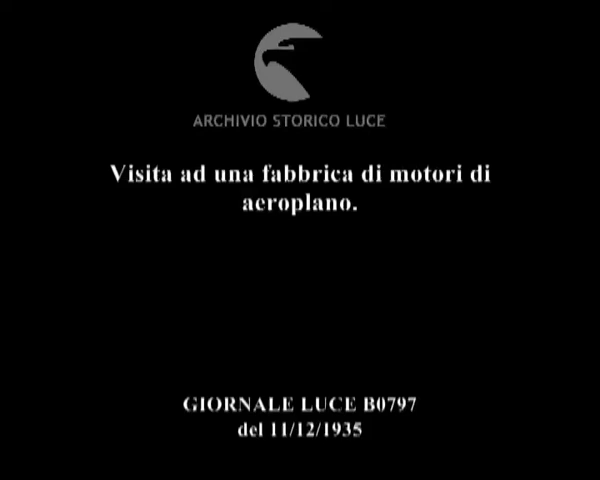 ARCHIVIO STORICO LUCE
Visita ad una fabbrica di motori di
aeroplano.
GIORNALE LUCE B0797
del 11/12/1935